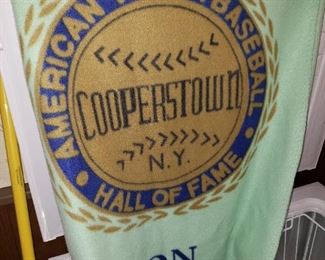 AMERICAN
BASEBALL
COOPERSTOWN
N.Y.
HALL OF FAME
ON